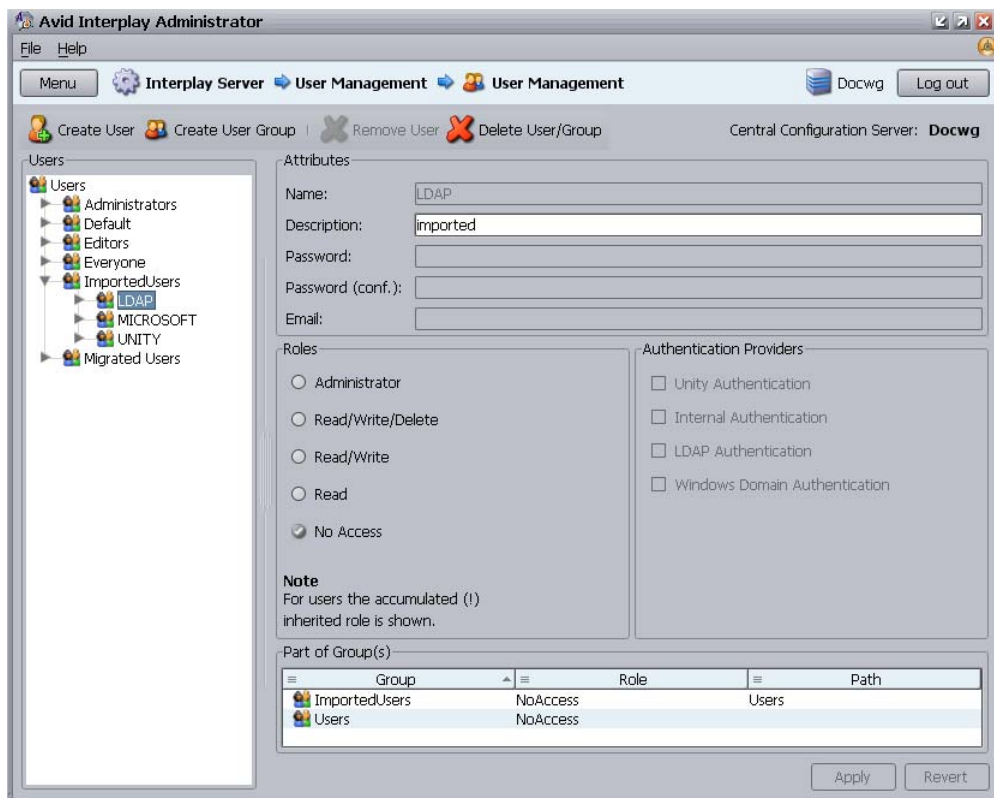 Avid Interplay Administrator
File Help
Menu Interplay Server User Management User Management Docwg Log out
Create User Create User Group Remove User Delete User/Group Central Configuration Server: Docwg
Users
Users
Administrators
Default
Editors
Everyone
ImportedUsers
LDAP
MICROSOFT
UNITY
Migrated Users
Attributes
Name: LDAP
Description: imported
Password:
Password (conf.):
Email:
Roles
Administrator
Read/Write/Delete
Read/Write
Read
No Access
Note
For users the accumulated (!)
inherited role is shown.
Authentication Providers
Unity Authentication
Internal Authentication
LDAP Authentication
Windows Domain Authentication
Part of Group(s)
Group Role Path
ImportedUsers NoAccess Users
Users NoAccess
Apply Revert